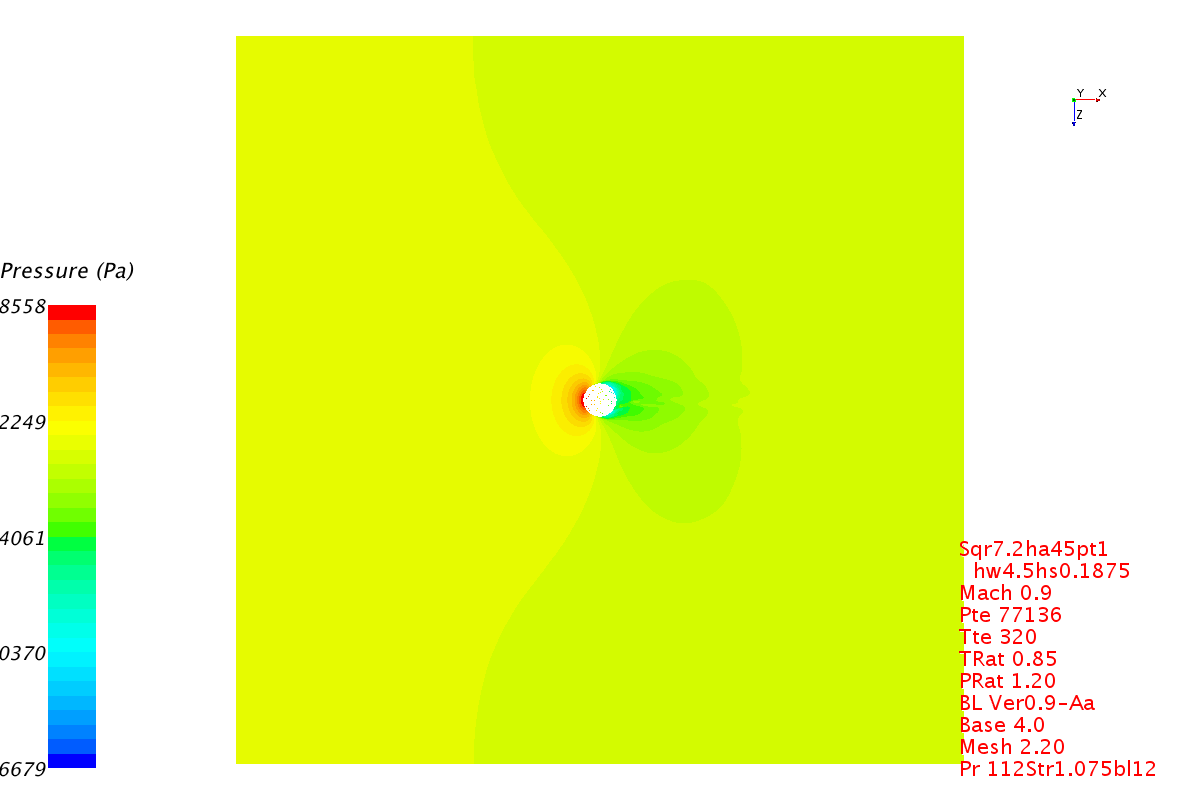 Y X
Z
Pressure (Pa)
8558
2249
4061
0370
6679
Sqr7.2ha45pt1
hw4.5hs0.1875
Mach 0.9
Pte 77136
Tte 320
TRat 0.85
PRat 1.20
BL Ver0.9-Aa
Base 4.0
Mesh 2.20
Pr 112Str1.075bl12